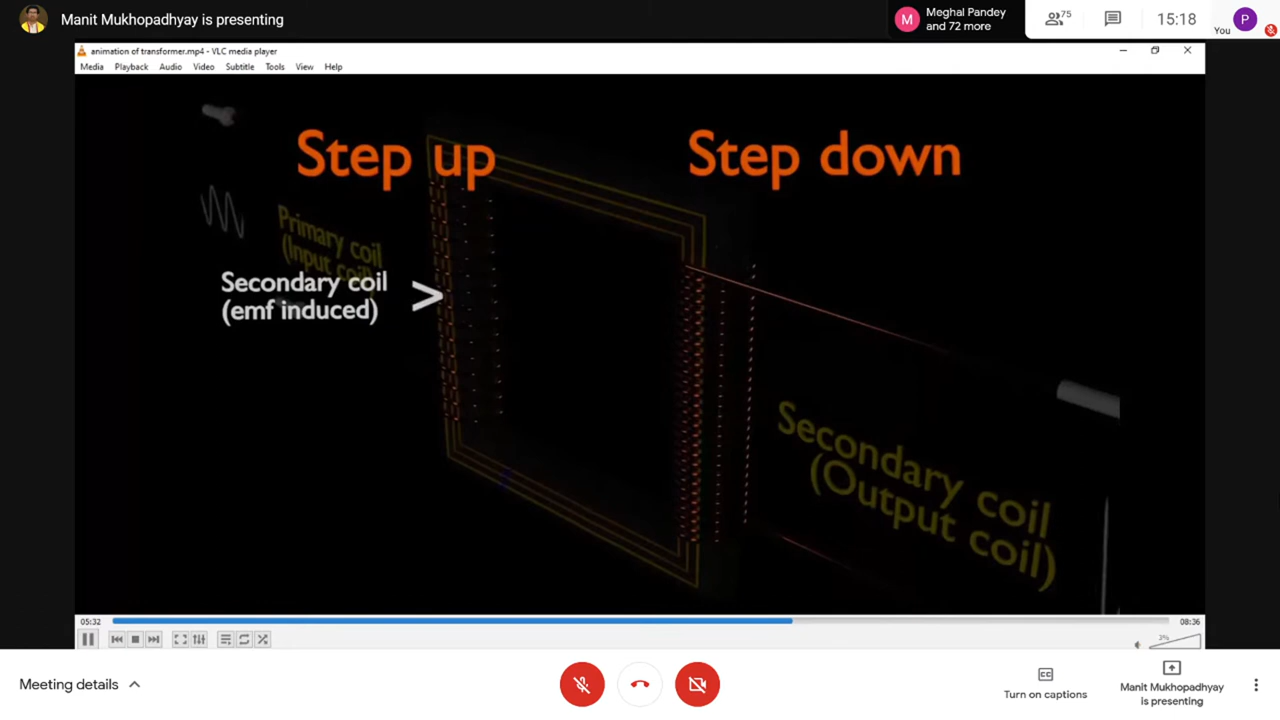 Manit Mukhopadhyay is presenting
M
Meghal Pandey
and 72 more
75
15:18
You
P
animation of transformer.mp4 - VLC media player
Media Playback Audio Video Subtitle Tools View Help
Step up
Step down
Primary coil
(Input coil)
Secondary coil
(emf induced)
>
Secondary coil
(Output coil)
05:32
08:36
3%
Meeting details
CC
Turn on captions
Manit Mukhopadhyay
is presenting